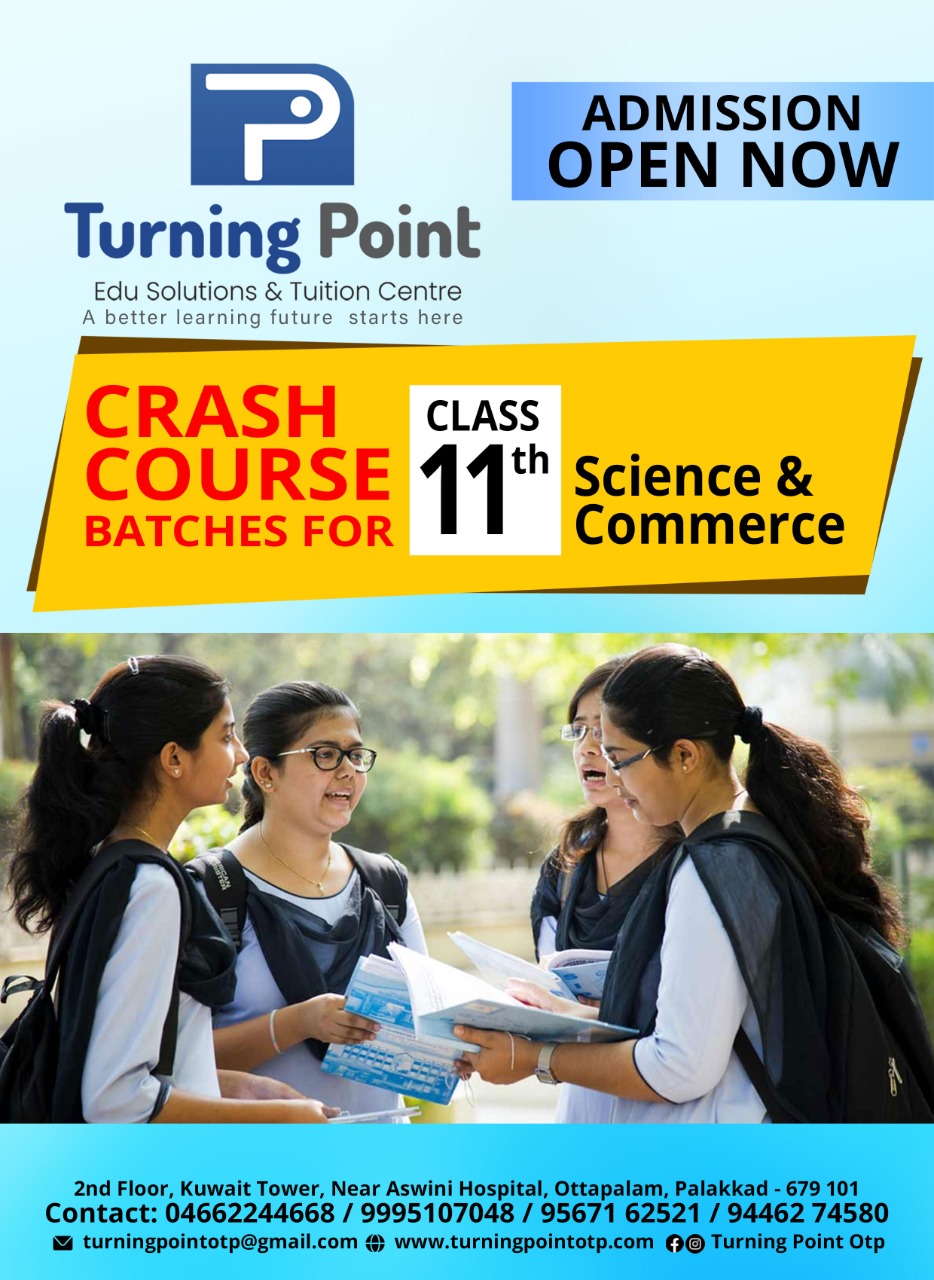 Turning Point
Edu Solutions & Tuition Centre
A better learning future starts here
ADMISSION
OPEN NOW
CRASH
COURSE
BATCHES FOR
CLASS
11th
Science &
Commerce
2nd Floor, Kuwait Tower, Near Aswini Hospital, Ottapalam, Palakkad - 679 101
Contact: 04662244668 / 9995107048 / 95671 62521 / 94462 74580
turningpointotp@gmail.com www.turningpointotp.com Turning Point Otp